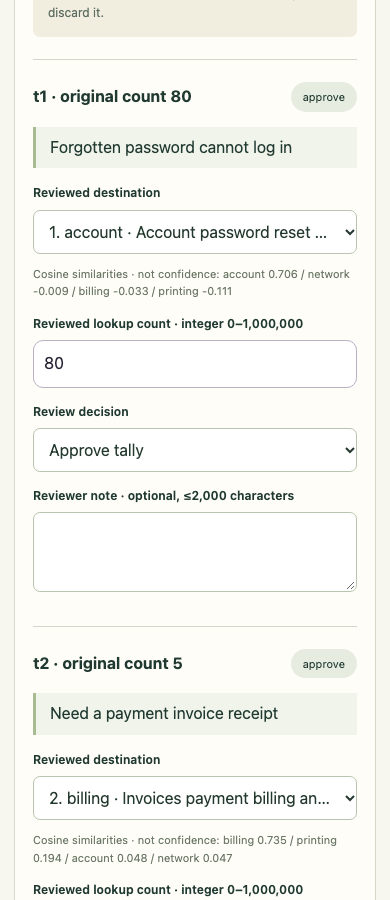 discard it.
t1 · original count 80
approve
Forgotten password cannot log in
Reviewed destination
1. account · Account password reset ...
Cosine similarities · not confidence: account 0.706 / network
-0.009 / billing -0.033 / printing -0.111
Reviewed lookup count · integer 0–1,000,000
80
Review decision
Approve tally
Reviewer note · optional, ≤2,000 characters
t2 · original count 5
approve
Need a payment invoice receipt
Reviewed destination
2. billing · Invoices payment billing an...
Cosine similarities · not confidence: billing 0.735 / printing
0.194 / account 0.048 / network 0.047
Reviewed lookup count · integer 0–1,000,000